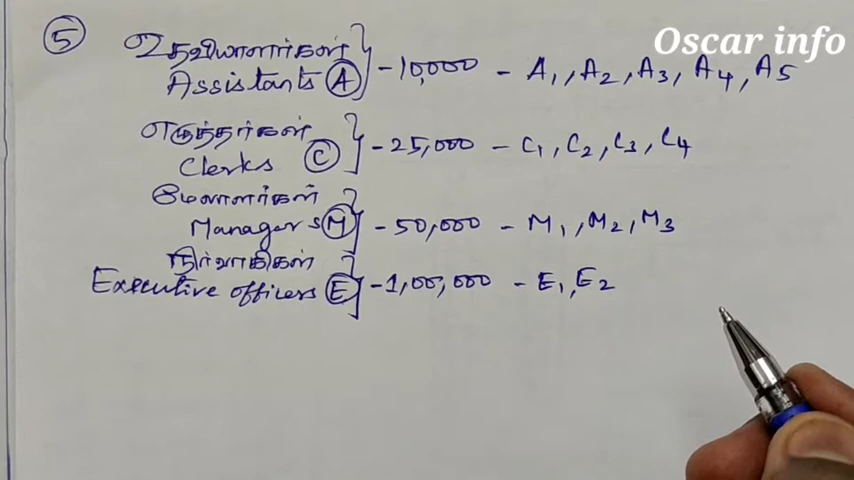 Oscar info
5 உதவியாளர்கள்
Assistants A } - 10,000 - A1, A2, A3, A4, A5
எழுத்தர்கள்
Clerks C } - 25,000 - C1, C2, C3, C4
மேலாளர்கள்
Managers M } - 50,000 - M1, M2, M3
நிர்வாகிகள்
Executive officers E } - 1,00,000 - E1, E2